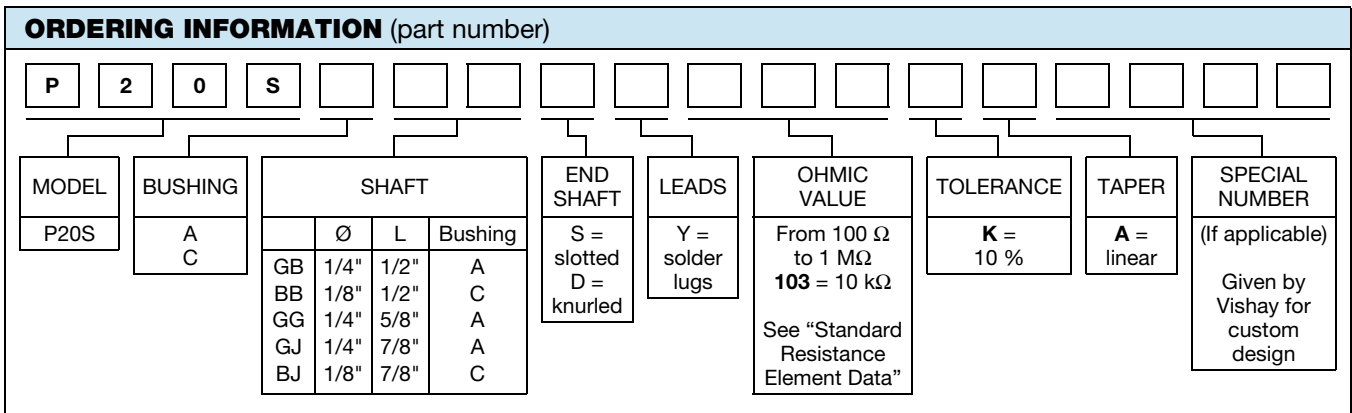 ORDERING INFORMATION (part number)
P 2 0 S
MODEL
P20S
BUSHING
A
C
SHAFT
Ø L Bushing
GB 1/4" 1/2" A
BB 1/8" 1/2" C
GG 1/4" 5/8" A
GJ 1/4" 7/8" A
BJ 1/8" 7/8" C
END
SHAFT
S =
slotted
D =
knurled
LEADS
Y =
solder
lugs
OHMIC
VALUE
From 100 Ω
to 1 MΩ
103 = 10 kΩ
See “Standard
Resistance
Element Data”
TOLERANCE
K =
10 %
TAPER
A =
linear
SPECIAL
NUMBER
(If applicable)
Given by
Vishay for
custom
design